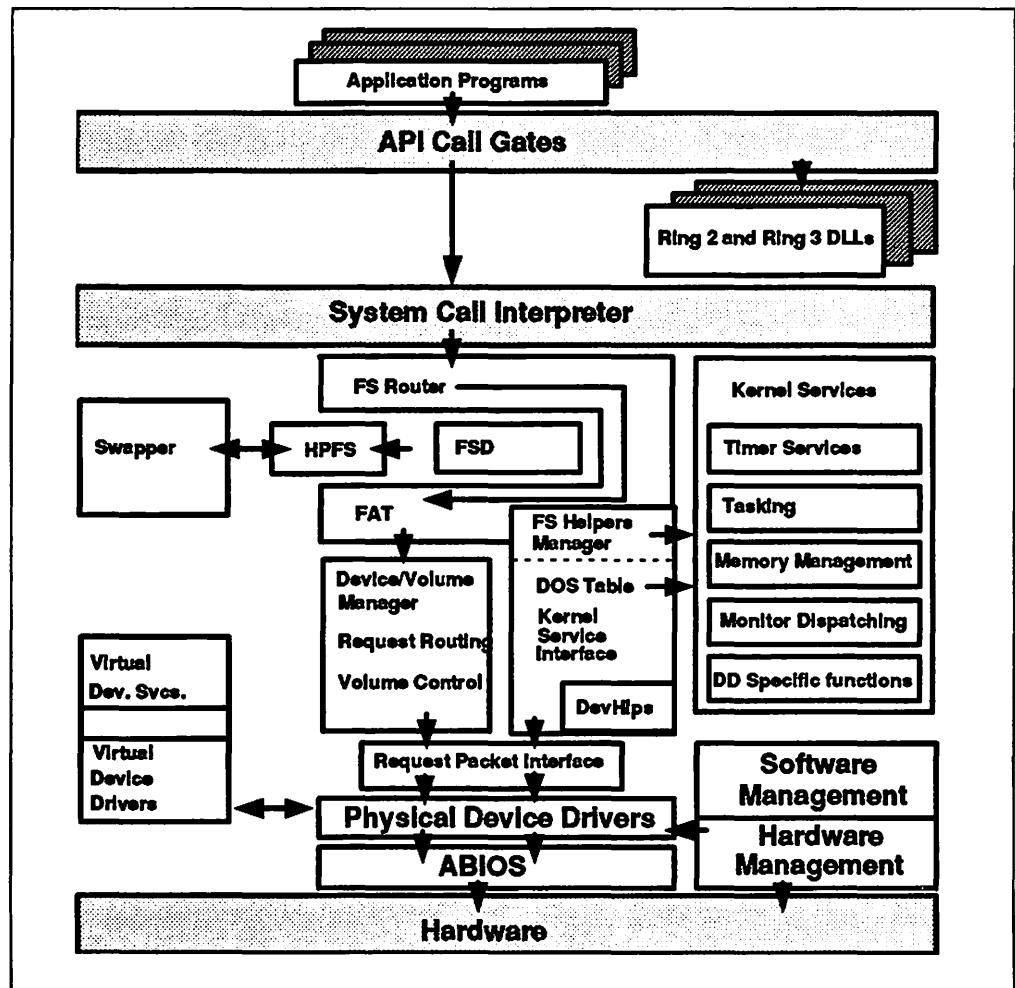 Application Programs
API Call Gates
Ring 2 and Ring 3 DLLs
System Call Interpreter
FS Router
Kernel Services
Swapper
HPFS
FSD
Timer Services
FAT
Tasking
FS Helpers
Manager
Memory Management
Device/Volume
Manager
DOS Table
Request Routing
Kernel
Service
Interface
Monitor Dispatching
Volume Control
DD Specific functions
DevHlps
Virtual
Dev. Svcs.
Virtual
Device
Drivers
Request Packet Interface
Software
Management
Physical Device Drivers
Hardware
Management
ABIOS
Hardware